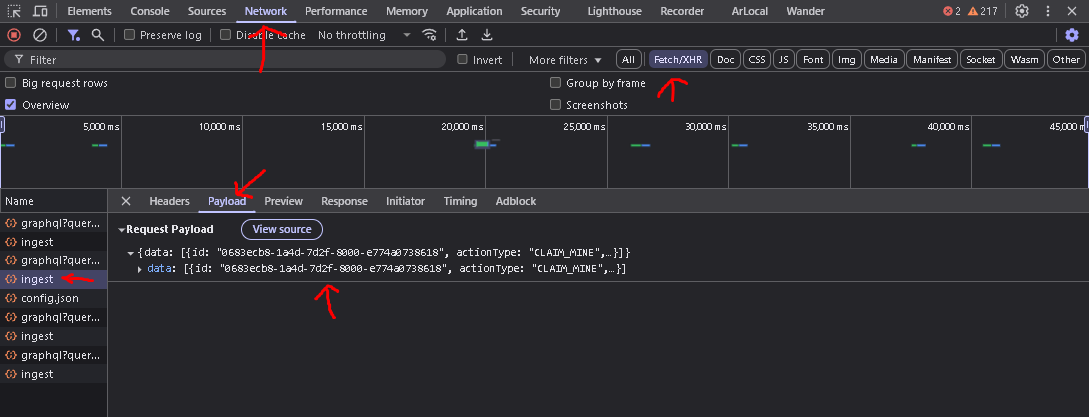 Elements Console Sources Network Performance Memory Application Security Lighthouse Recorder ArLocal Wander 2 217
Preserve log Disable cache No throttling
Filter Invert More filters All Fetch/XHR Doc CSS JS Font Img Media Manifest Socket Wasm Other
Big request rows Group by frame
Overview Screenshots
5,000 ms 10,000 ms 15,000 ms 20,000 ms 25,000 ms 30,000 ms 35,000 ms 40,000 ms 45,000 m
Name Headers Payload Preview Response Initiator Timing Adblock
graphql?quer...
ingest
graphql?quer...
ingest
config.json
graphql?quer...
ingest
graphql?quer...
ingest
Request Payload View source
{data: [{id: "0683ecb8-1a4d-7d2f-8000-e774a0738618", actionType: "CLAIM_MINE",…}]}
data: [{id: "0683ecb8-1a4d-7d2f-8000-e774a0738618", actionType: "CLAIM_MINE",…}]